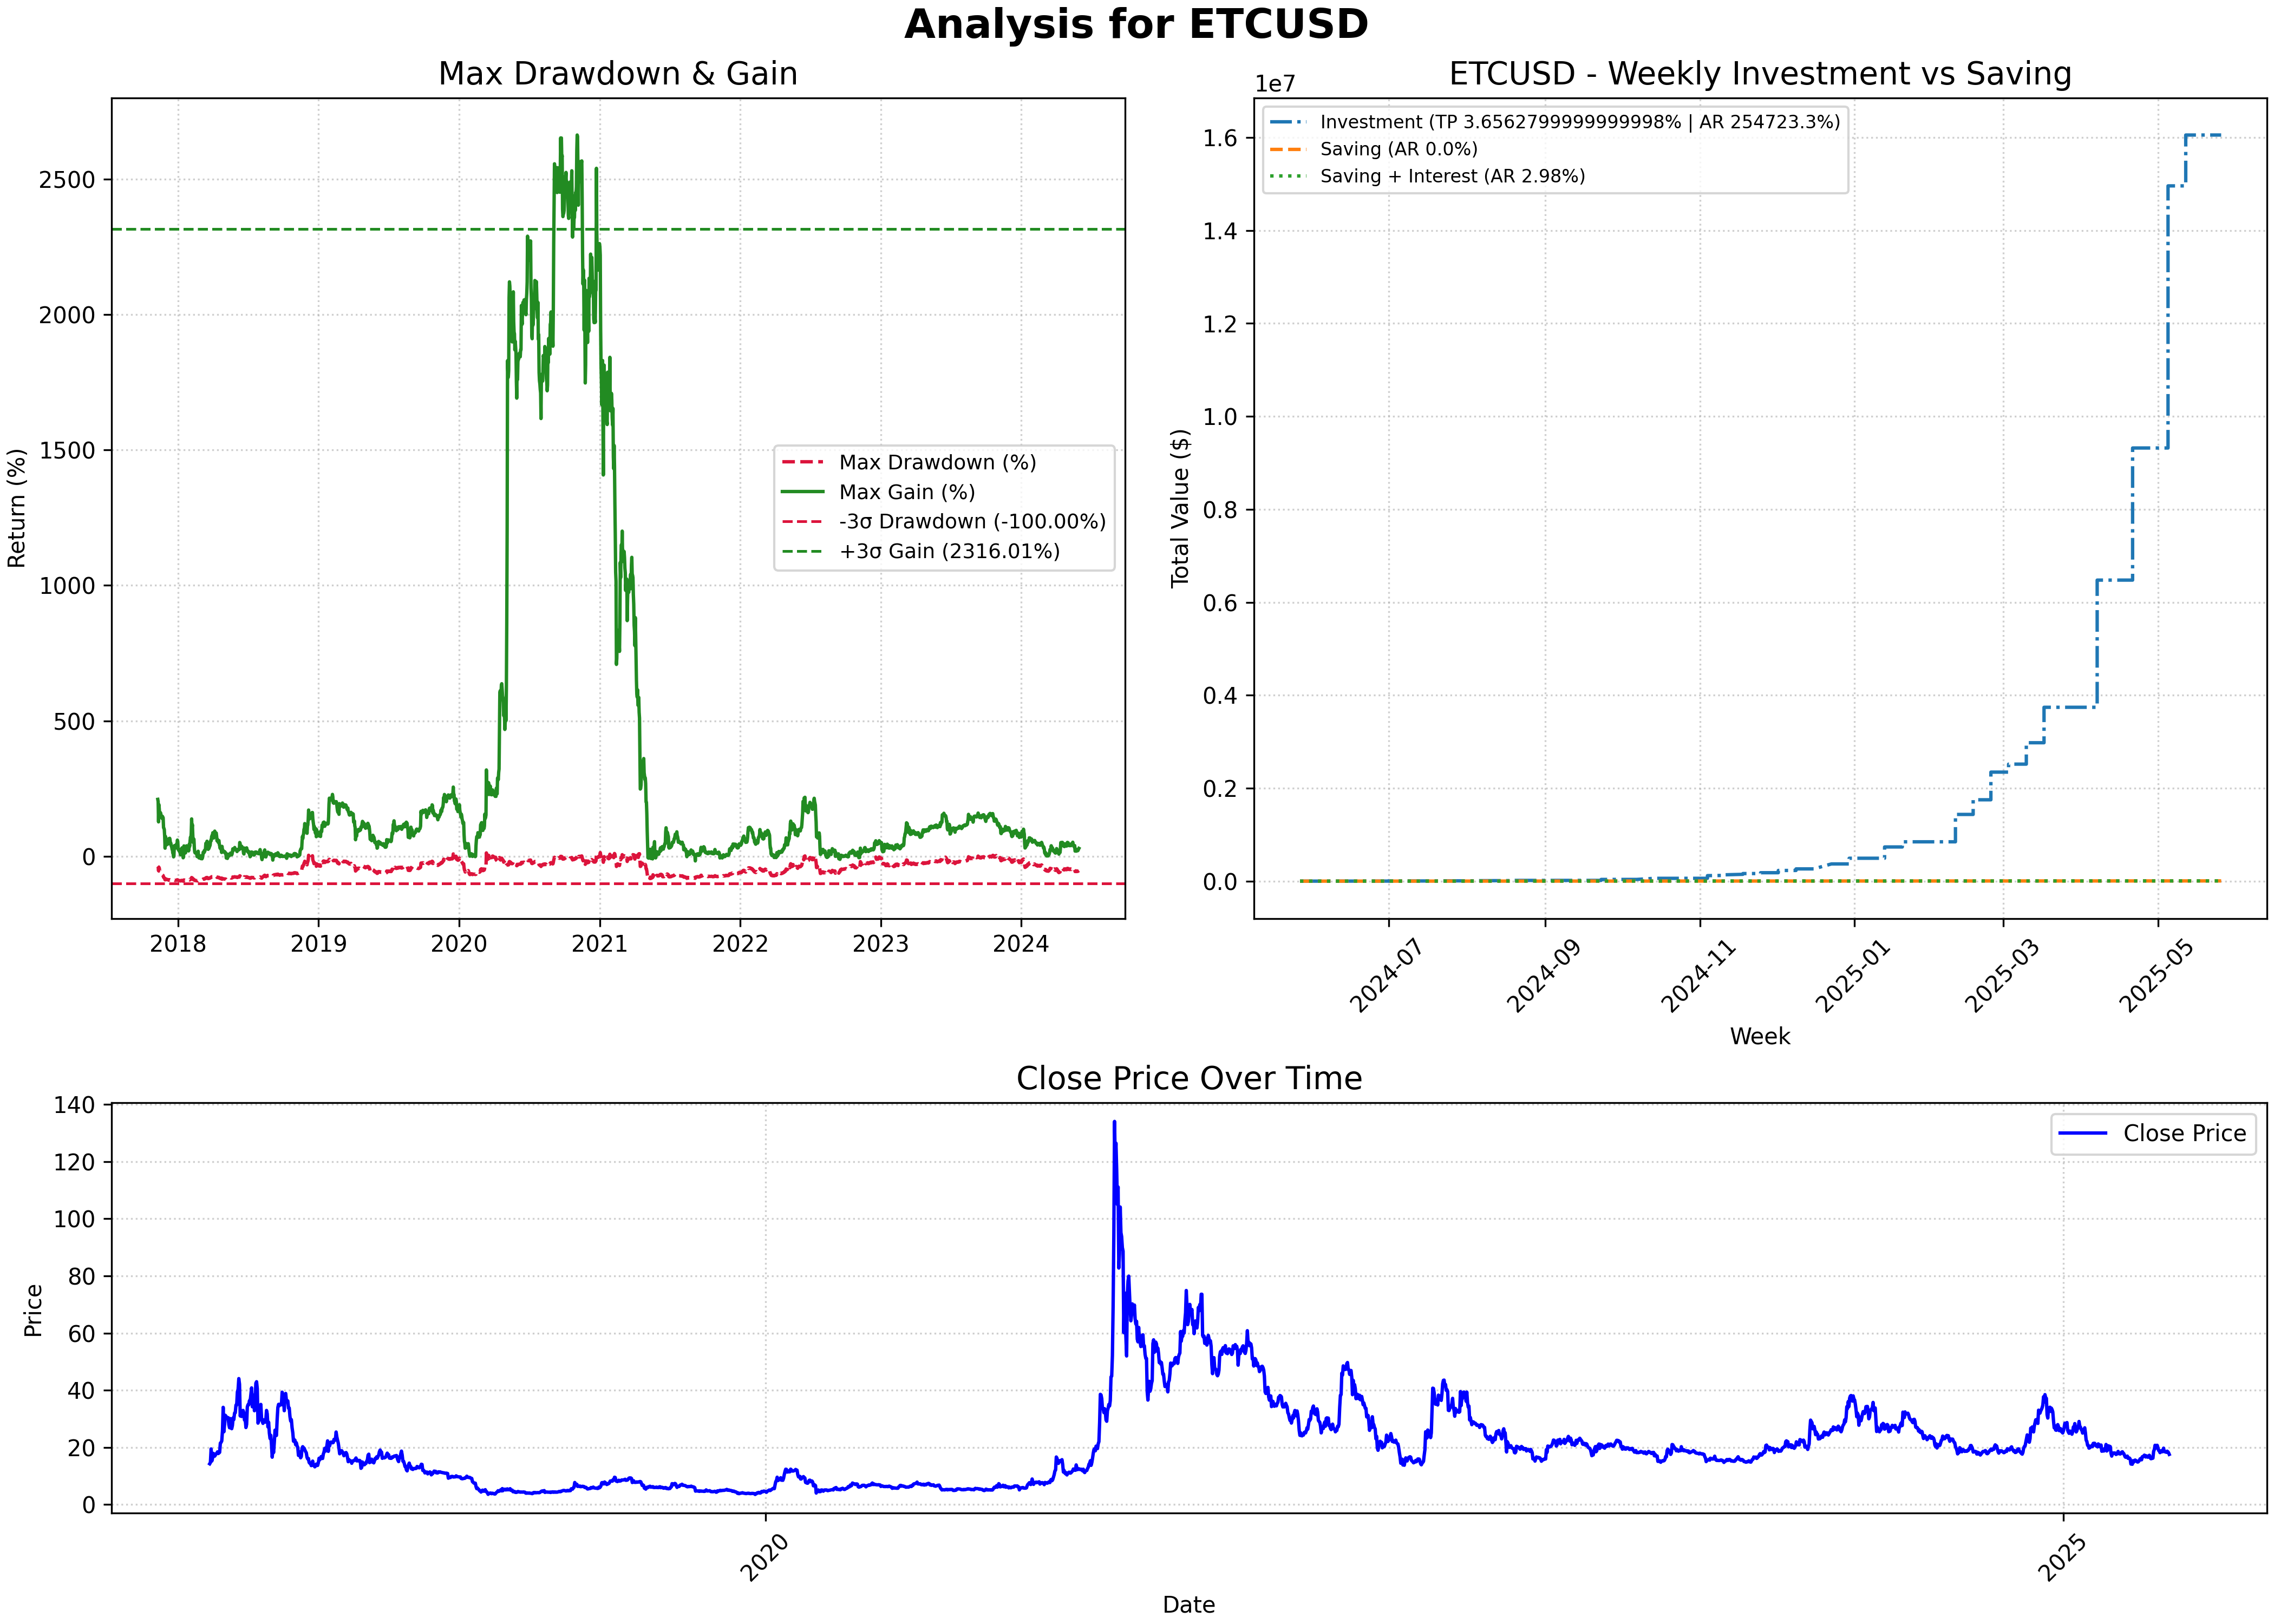 Analysis for ETCUSD
Max Drawdown & Gain
Return (%)
2500
2000
1500
1000
500
0
2018
2019
2020
2021
2022
2023
2024
Max Drawdown (%)
Max Gain (%)
-3σ Drawdown (-100.00%)
+3σ Gain (2316.01%)
ETCUSD - Weekly Investment vs Saving
1e7
Total Value ($)
1.6
1.4
1.2
1.0
0.8
0.6
0.4
0.2
0.0
Investment (TP 3.6562799999999998% | AR 254723.3%)
Saving (AR 0.0%)
Saving + Interest (AR 2.98%)
2024-07
2024-09
2024-11
2025-01
2025-03
2025-05
Week
Close Price Over Time
Price
140
120
100
80
60
40
20
0
Close Price
2020
2025
Date